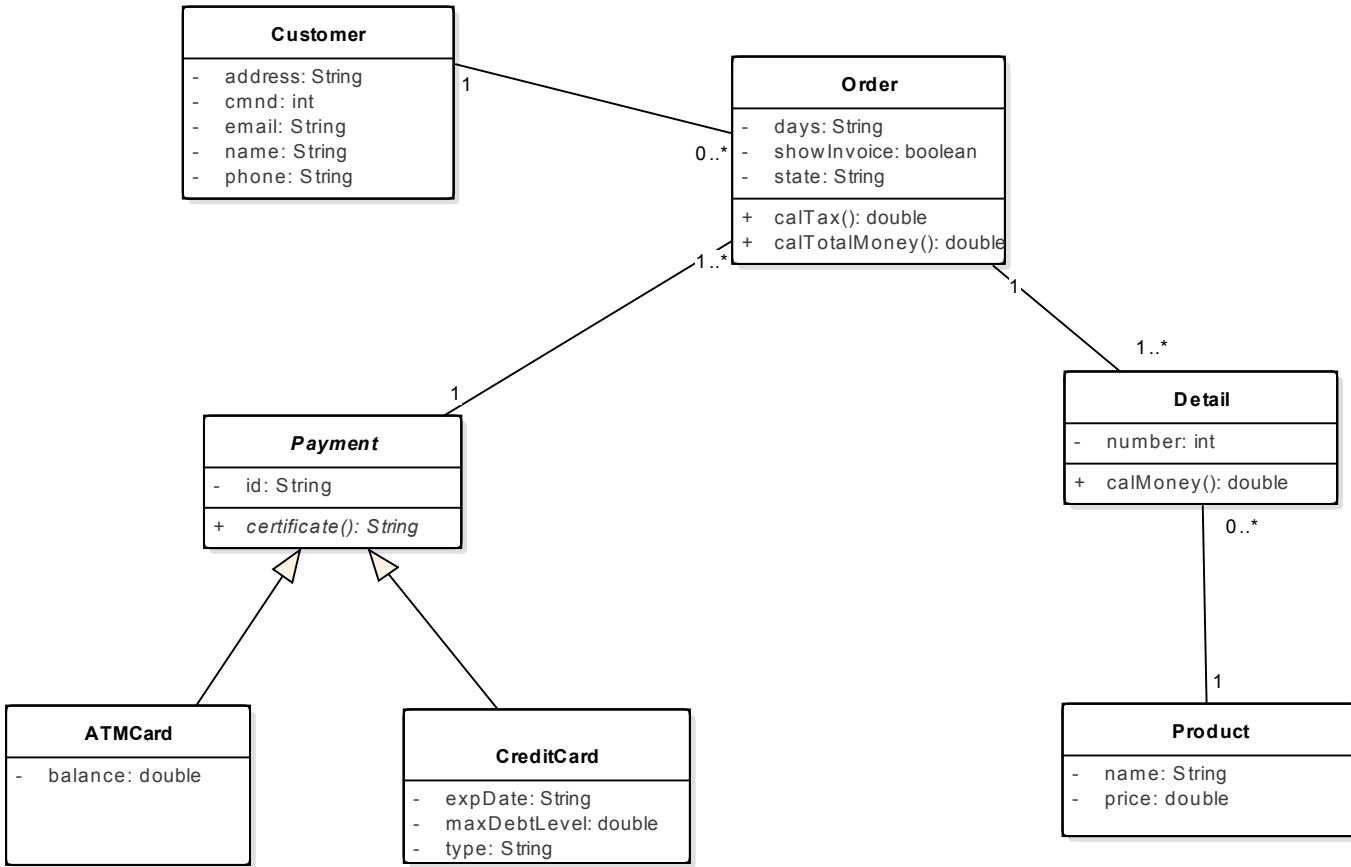 Customer
- address: String
- cmnd: int
- email: String
- name: String
- phone: String
1
0..*
Order
- days: String
- showInvoice: boolean
- state: String
+ calTax(): double
+ calTotalMoney(): double
1..*
1
1
1..*
Payment
- id: String
+ certificate(): String
Detail
- number: int
+ calMoney(): double
0..*
1
ATMCard
- balance: double
CreditCard
- expDate: String
- maxDebtLevel: double
- type: String
Product
- name: String
- price: double